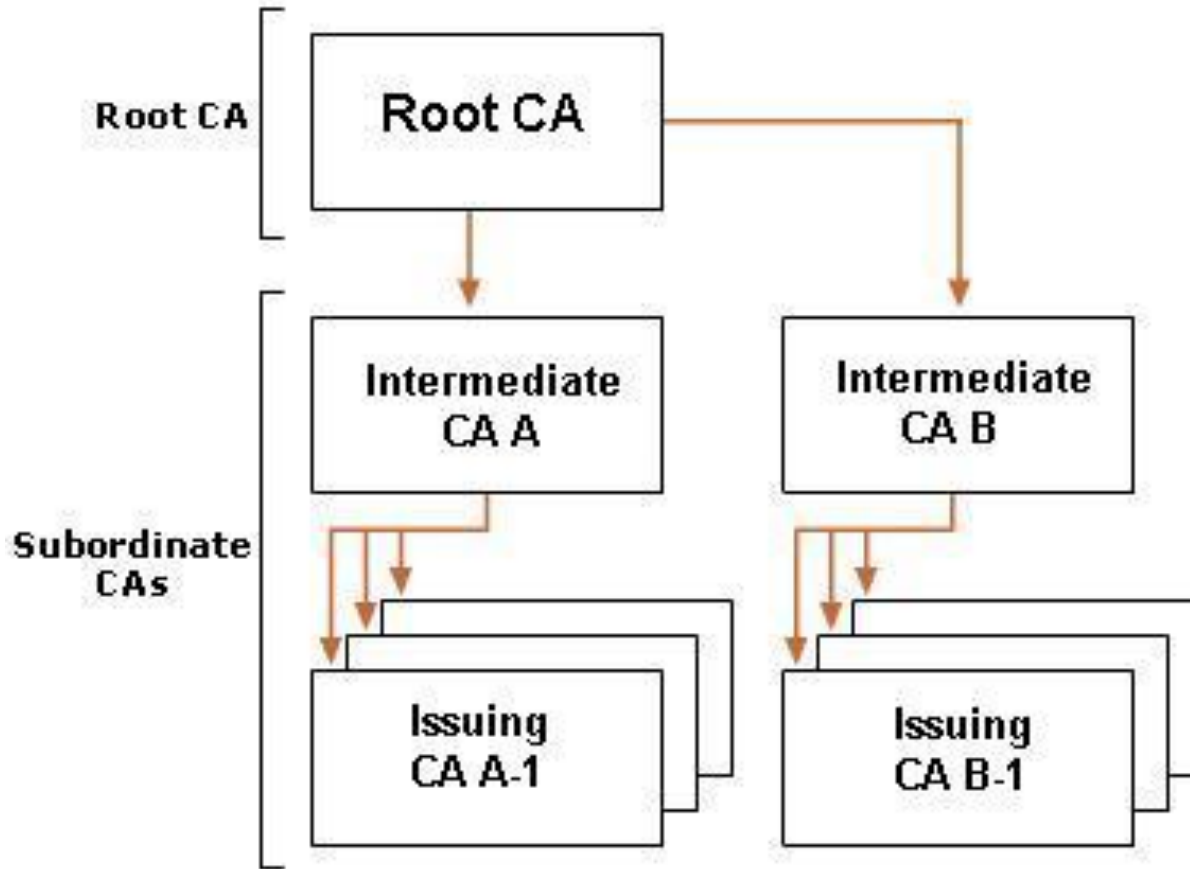 Root CA
Root CA
Intermediate
CA A
Intermediate
CA B
Subordinate
CAs
Issuing
CA A-1
Issuing
CA B-1